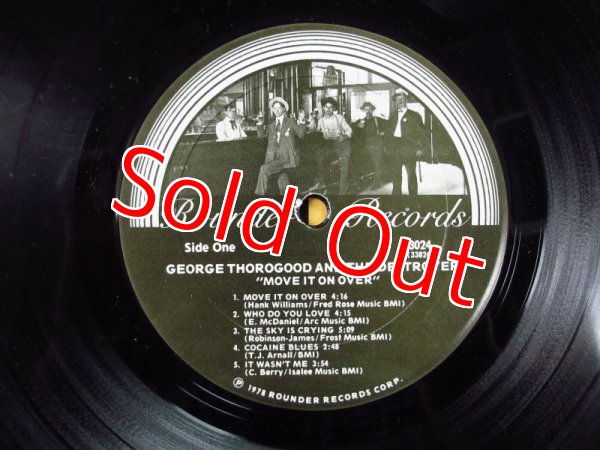 Rounder Records
Side One
3024
GEORGE THOROGOOD AND THE DESTROYERS
"MOVE IT ON OVER"
1. MOVE IT ON OVER 4:16
(Hank Williams/Fred Rose Music BMI)
2. WHO DO YOU LOVE 4:15
(E. McDaniel/Arc Music BMI)
3. THE SKY IS CRYING 5:09
(Robinson-James/Frost Music BMI)
4. COCAINE BLUES 2:48
(T.J. Arnall/BMI)
5. IT WASN'T ME 3:54
(C. Berry/Isalee Music BMI)
Ⓟ 1978 ROUNDER RECORDS CORP.
Sold Out